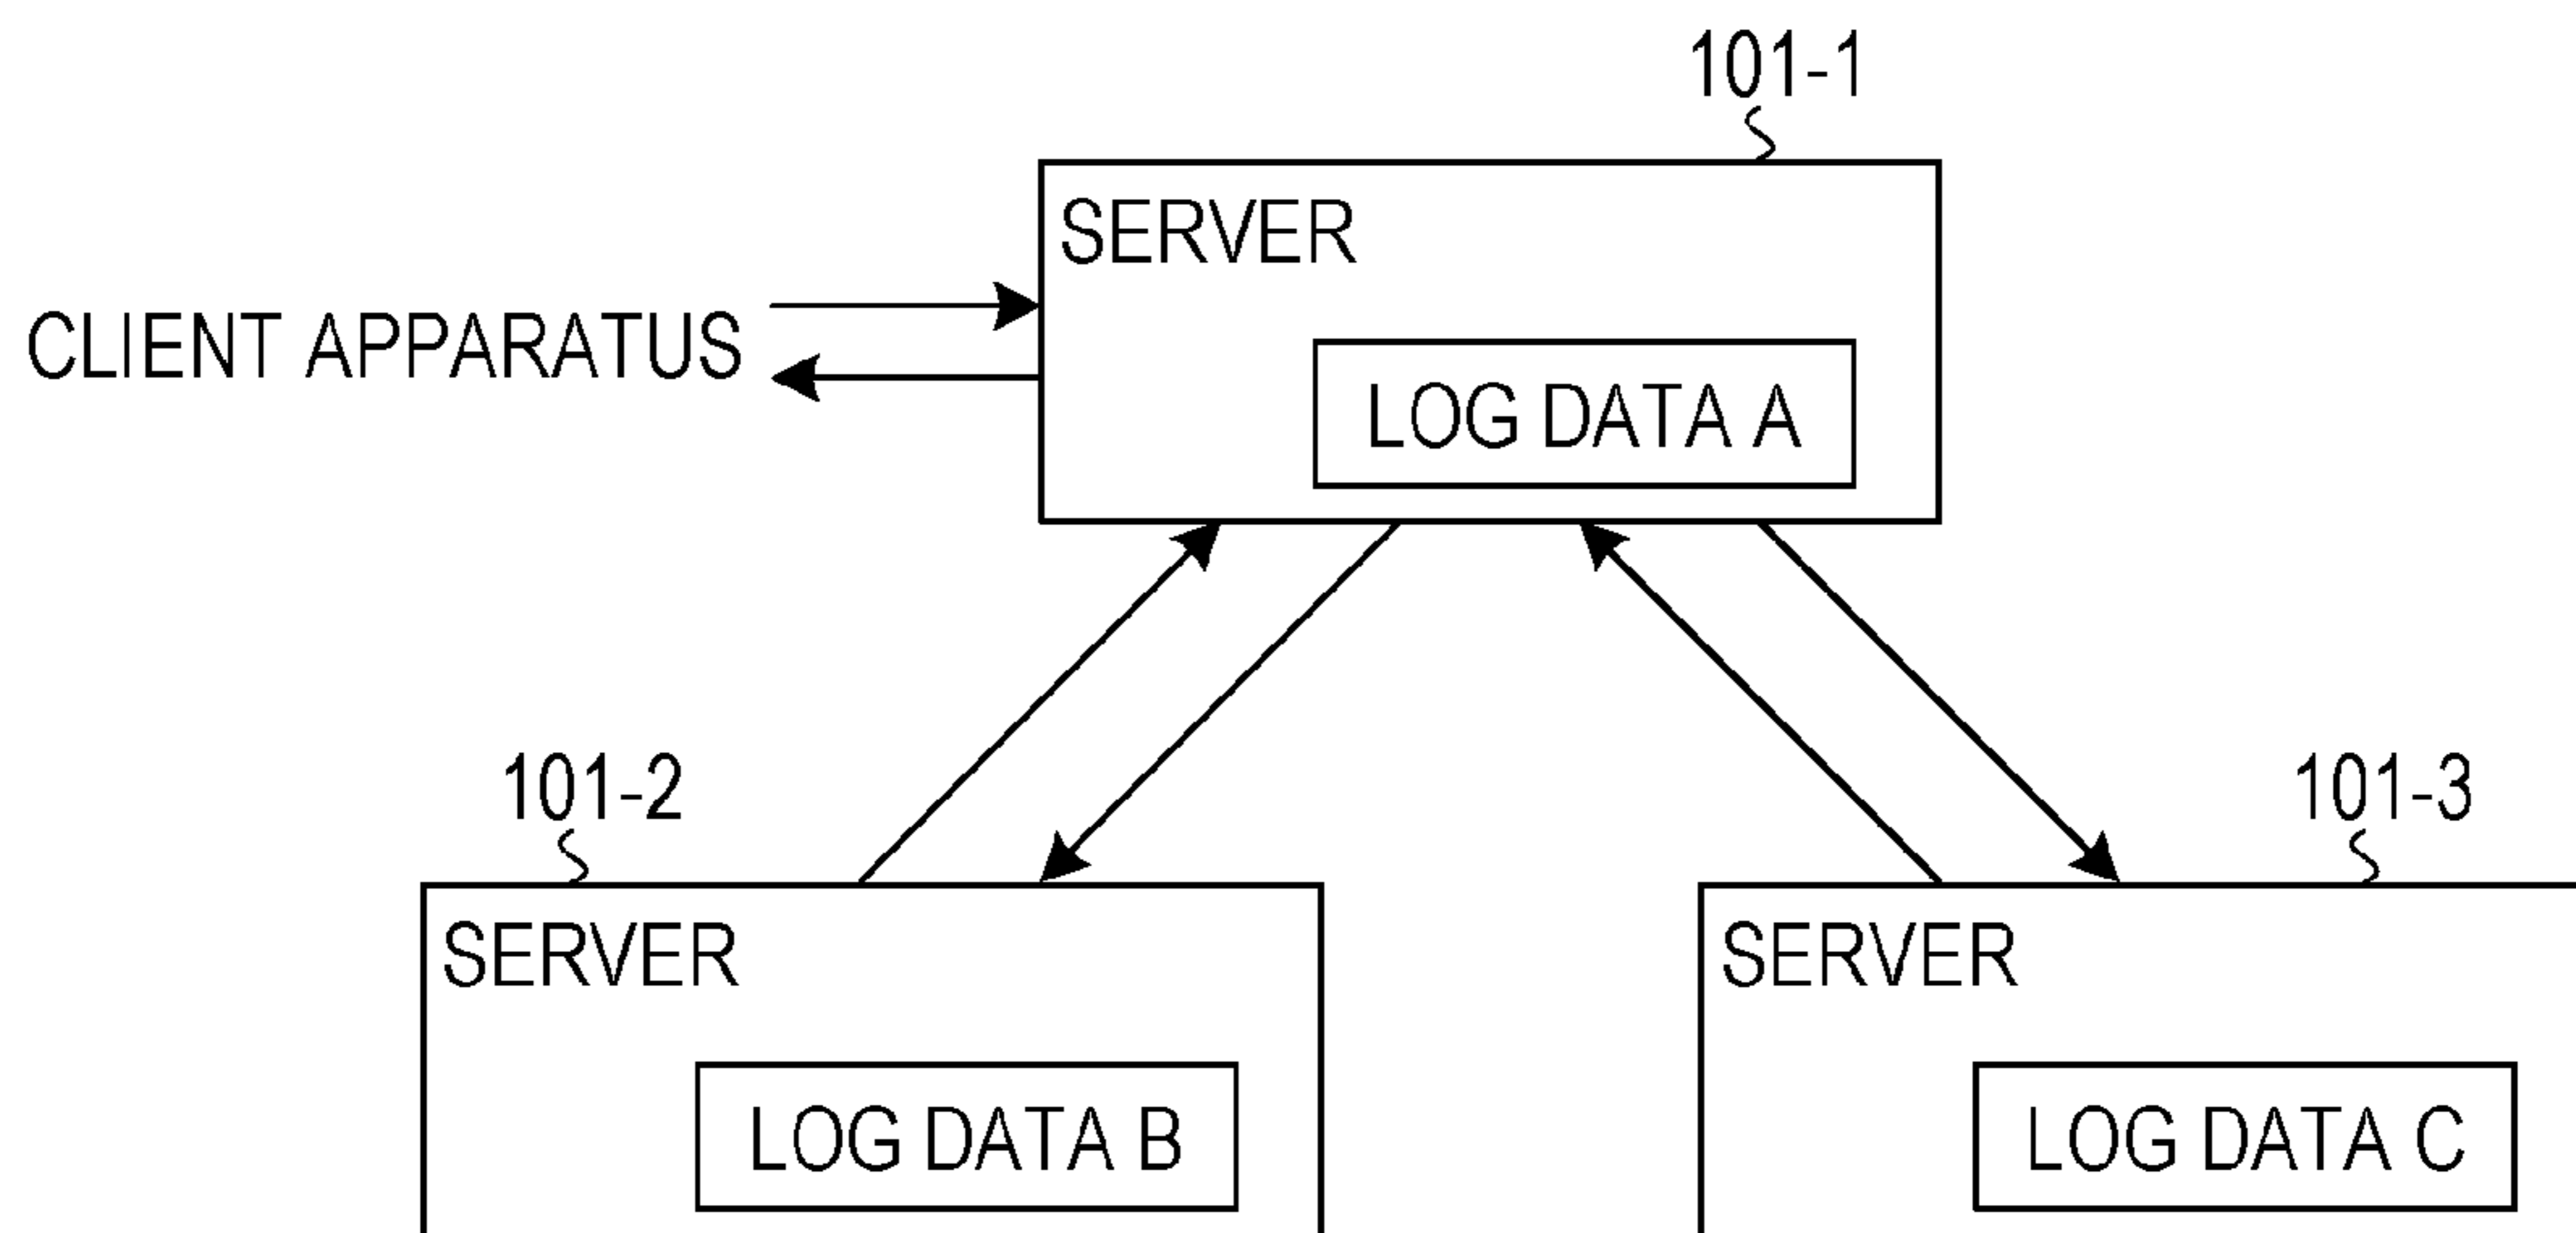 101-1
SERVER
CLIENT APPARATUS
LOG DATA A
101-2
101-3
SERVER
SERVER
LOG DATA B
LOG DATA C